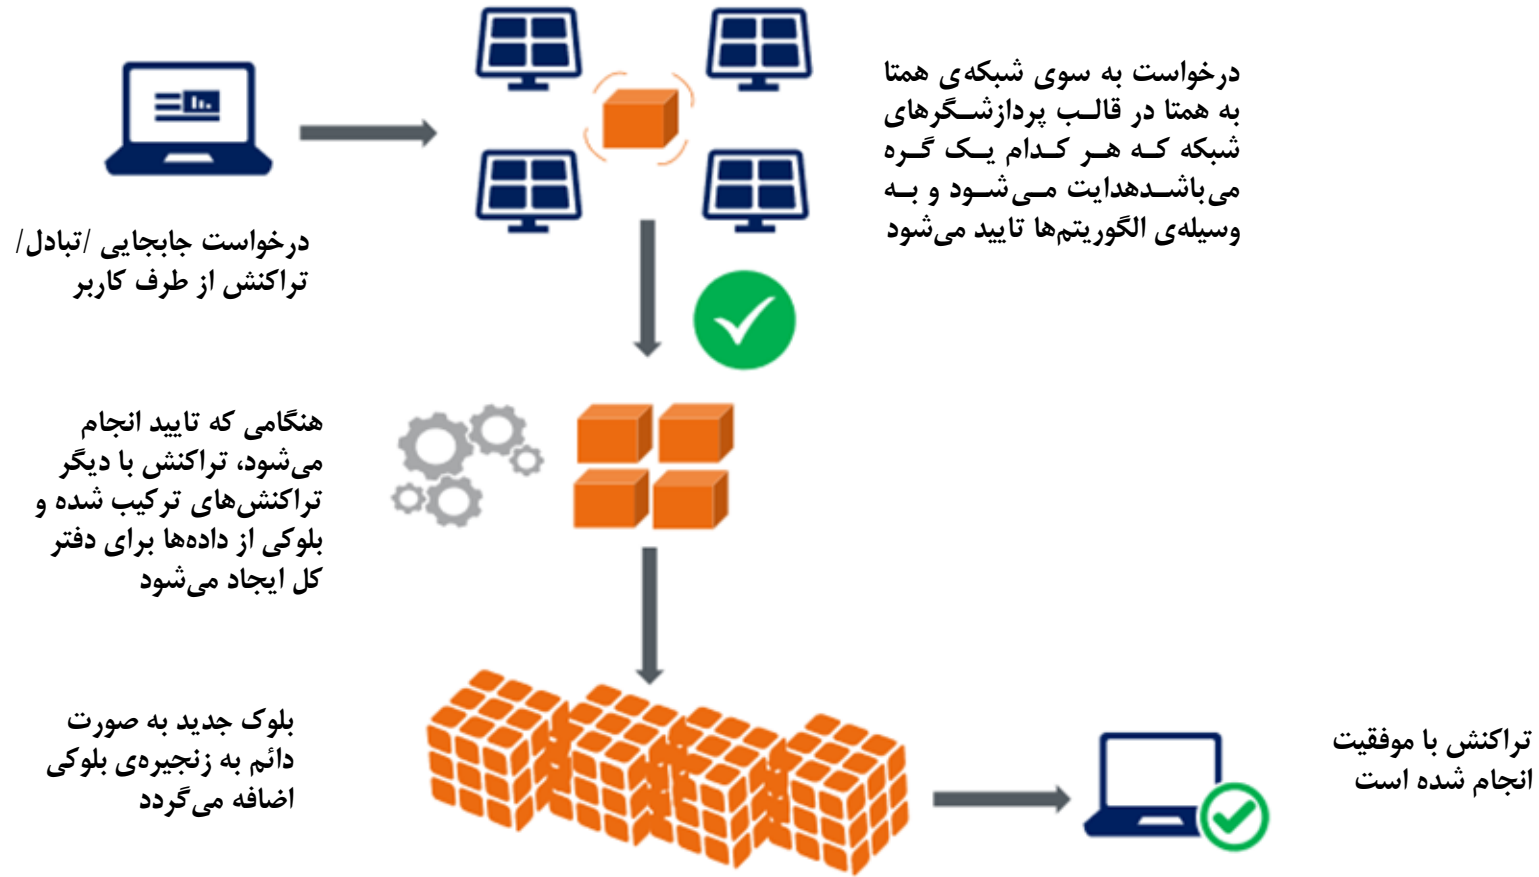 درخواست جابجایی /تبادل/
تراکنش از طرف کاربر
درخواست به سوی شبکه‌ی همتا
به همتا در قالب پردازشگرهای
شبکه که هر کدام یک گره
می‌باشدهدایت می‌شود و به
وسیله‌ی الگوریتم‌ها تایید می‌شود
هنگامی که تایید انجام
می‌شود، تراکنش با دیگر
تراکنش‌های ترکیب شده و
بلوکی از داده‌ها برای دفتر
کل ایجاد می‌شود
بلوک جدید به صورت
دائم به زنجیره‌ی بلوکی
اضافه می‌گردد
تراکنش با موفقیت
انجام شده است